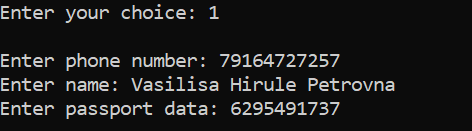 Enter your choice: 1
Enter phone number: 79164727257
Enter name: Vasilisa Hirule Petrovna
Enter passport data: 6295491737